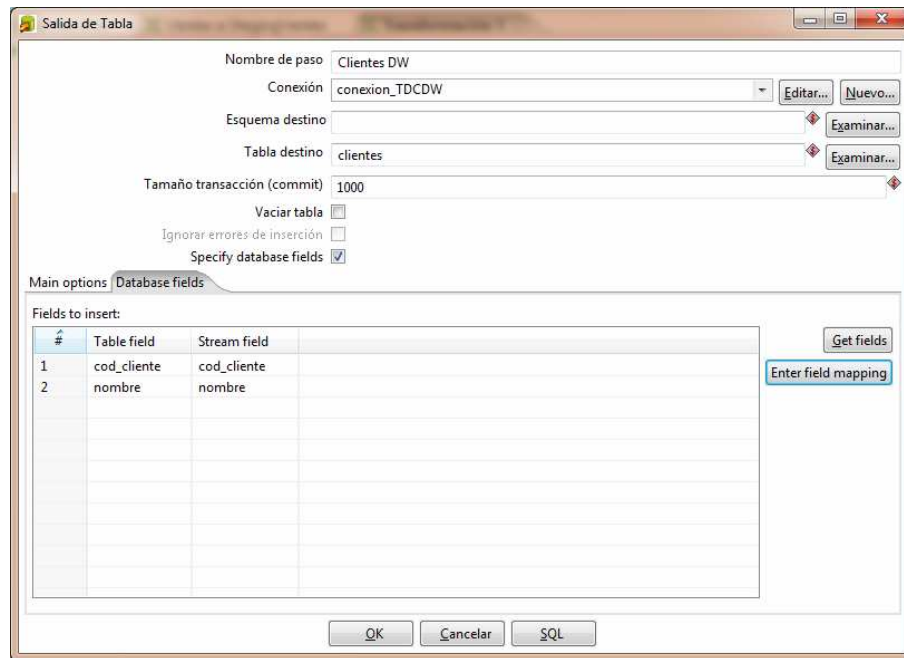 Salida de Tabla
Nombre de paso Clientes DW
Conexión conexion_TDCDW Editar... Nuevo...
Esquema destino Examinar...
Tabla destino clientes Examinar...
Tamaño transacción (commit) 1000
Vaciar tabla
Ignorar errores de inserción
Specify database fields
Main options Database fields
Fields to insert:
# Table field Stream field Get fields
1 cod_cliente cod_cliente Enter field mapping
2 nombre nombre
OK Cancelar SQL